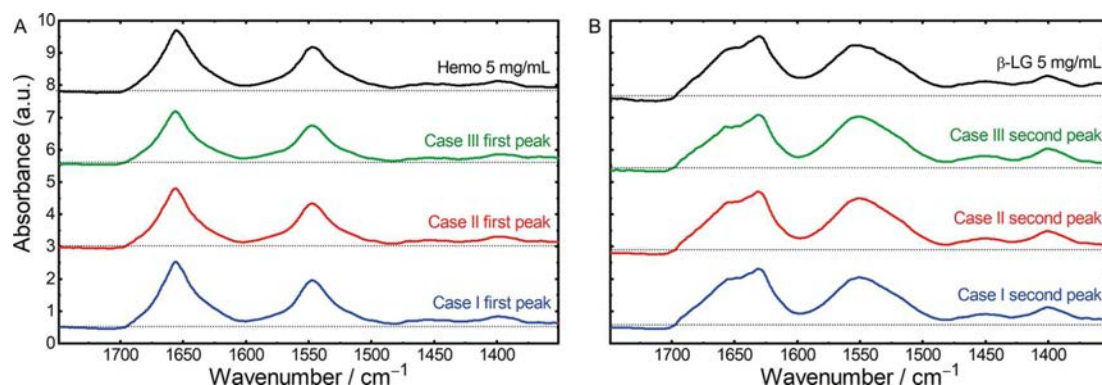 A
10
9
8
7
6
5
4
3
2
1
0
Absorbance (a.u.)
Hemo 5 mg/mL
Case III first peak
Case II first peak
Case I first peak
1700 1650 1600 1550 1500 1450 1400
Wavenumber / cm⁻¹
B
β-LG 5 mg/mL
Case III second peak
Case II second peak
Case I second peak
1700 1650 1600 1550 1500 1450 1400
Wavenumber / cm⁻¹